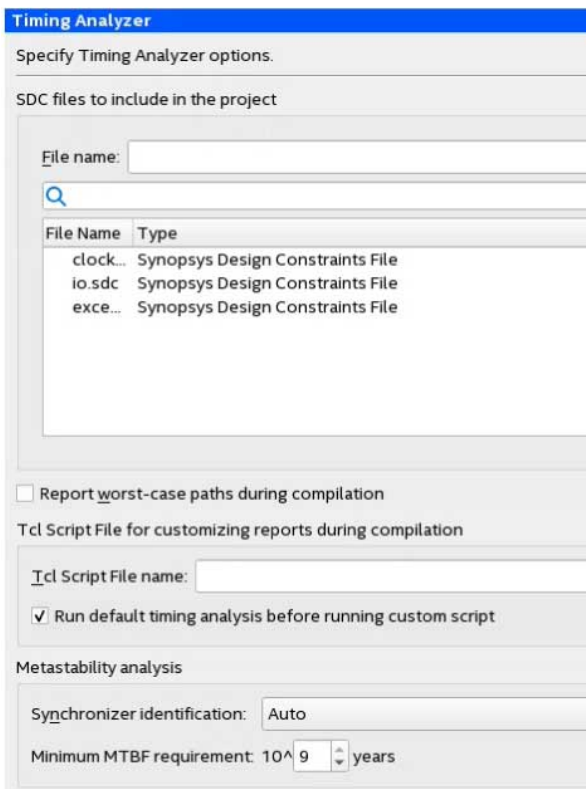 Timing Analyzer
Specify Timing Analyzer options.
SDC files to include in the project
File name:
File Name Type
clock... Synopsys Design Constraints File
io.sdc Synopsys Design Constraints File
exce... Synopsys Design Constraints File
Report worst-case paths during compilation
Tcl Script File for customizing reports during compilation
Tcl Script File name:
Run default timing analysis before running custom script
Metastability analysis
Synchronizer identification: Auto
Minimum MTBF requirement: 10^ 9 years